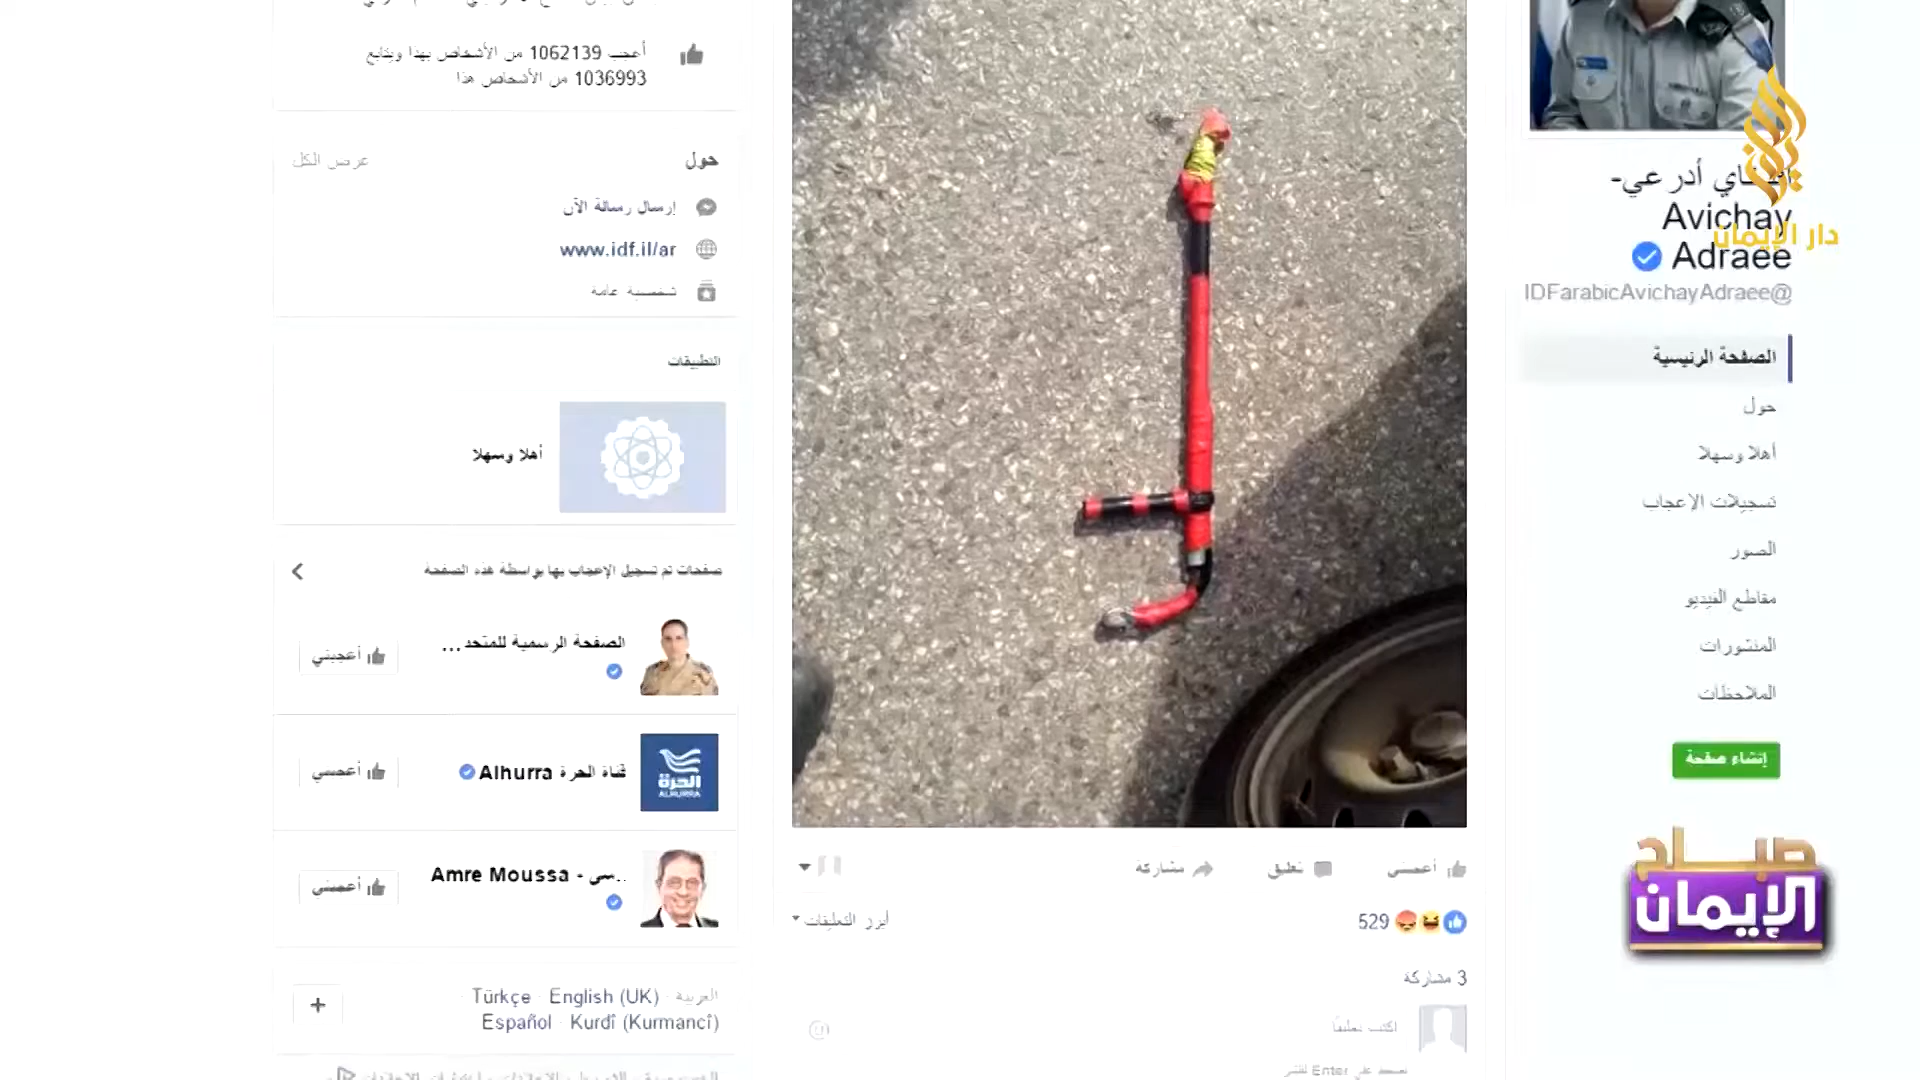 أعجب 1062139 من الأشخاص بهذا ويتابع
1036993 من الأشخاص هذا
حول
عرض الكل
إرسال رسالة الآن
www.idf.il/ar
شخصية عامة
التطبيقات
أهلا وسهلا
صفحات تم تسجيل الإعجاب بها بواسطة هذه الصفحة
الصفحة الرسمية للمتحد...
أعجبني
قناة الحرة Alhurra
أعجبني
الحرة
ALHURRA
Amre Moussa -
أعجبني
العربية · English (UK) · Türkçe
Español · Kurdî (Kurmancî)
أعجبني
تعليق
مشاركة
529
أبرز التعليقات
3 مشاركة
اكتب تعليقًا
أدرعي-
Avichay
Adraee
@IDFarabicAvichayAdraee
الصفحة الرئيسية
حول
أهلا وسهلا
تسجيلات الإعجاب
الصور
مقاطع الفيديو
المنشورات
الملاحظات
إنشاء صفحة
دار الإيمان
صباح
الإيمان